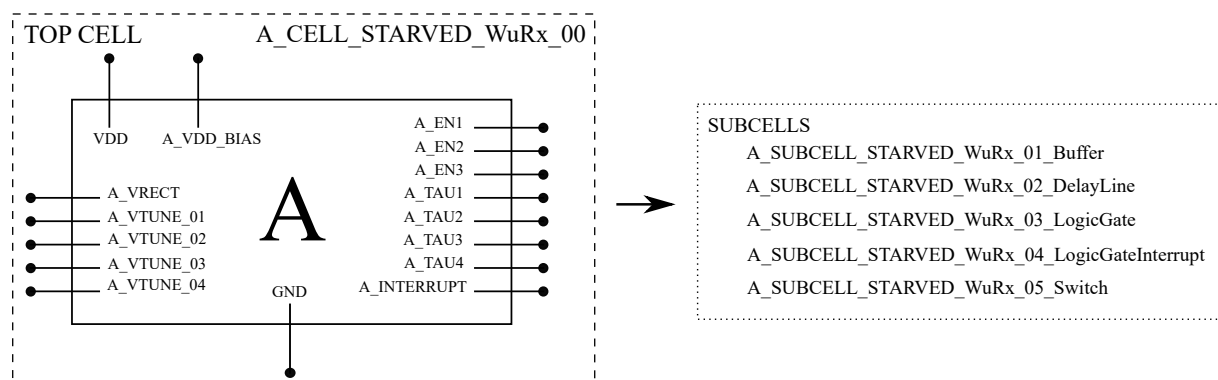 TOP CELL
A_CELL_STARVED_WuRx_00
VDD
A_VDD_BIAS
A_VRECT
A_VTUNE_01
A_VTUNE_02
A_VTUNE_03
A_VTUNE_04
A
GND
A_EN1
A_EN2
A_EN3
A_TAU1
A_TAU2
A_TAU3
A_TAU4
A_INTERRUPT
SUBCELLS
A_SUBCELL_STARVED_WuRx_01_Buffer
A_SUBCELL_STARVED_WuRx_02_DelayLine
A_SUBCELL_STARVED_WuRx_03_LogicGate
A_SUBCELL_STARVED_WuRx_04_LogicGateInterrupt
A_SUBCELL_STARVED_WuRx_05_Switch